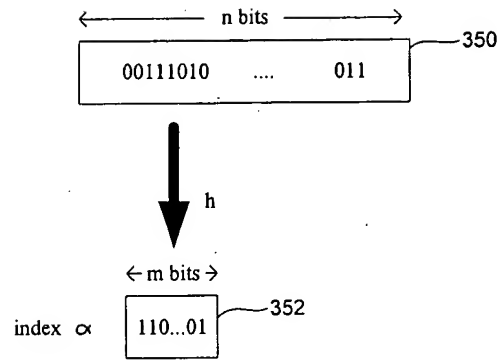 n bits
350
00111010 .... 011
h
m bits
352
index ∝ 110...01